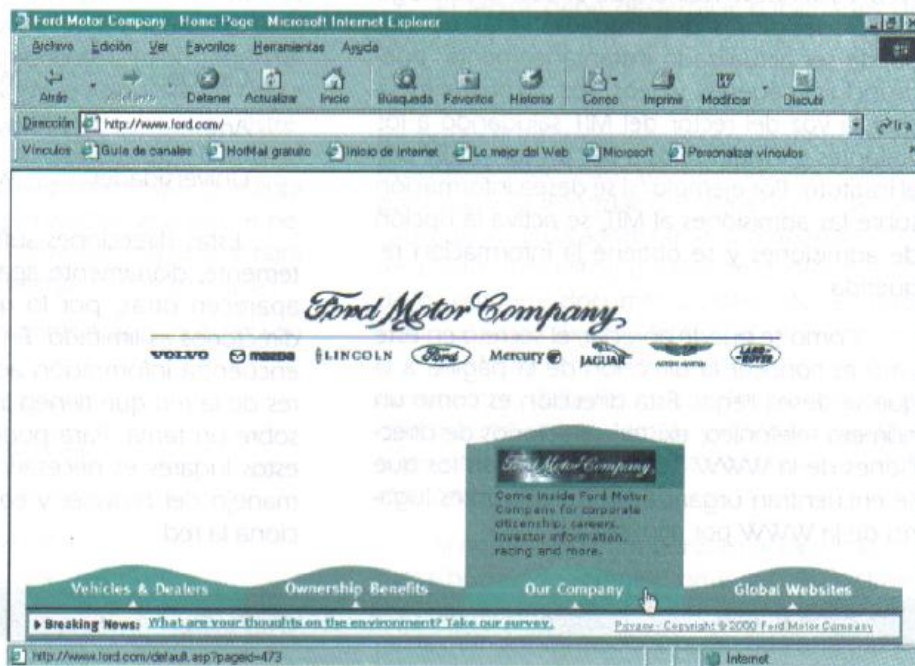 Ford Motor Company - Home Page - Microsoft Internet Explorer
Archivo Edición Ver Favoritos Herramientas Ayuda
Atrás Adelante Detener Actualizar Inicio Búsqueda Favoritos Historial Correo Imprimir Modificar Discutir
Dirección http://www.ford.com/ Ir a
Vínculos Guía de canales HotMail gratuito Inicio de Internet Lo mejor del Web Microsoft Personalizar vínculos
Ford Motor Company
VOLVO mazda LINCOLN Ford Mercury JAGUAR
Ford Motor Company
Come inside Ford Motor
Company for corporate
citizenship, careers,
investor information,
racing and more.
Vehicles & Dealers Ownership Benefits Our Company Global Websites
Breaking News: What are your thoughts on the environment? Take our survey. Privacy - Copyright © 2000 Ford Motor Company
http://www.ford.com/default.asp?pageid=473 Internet